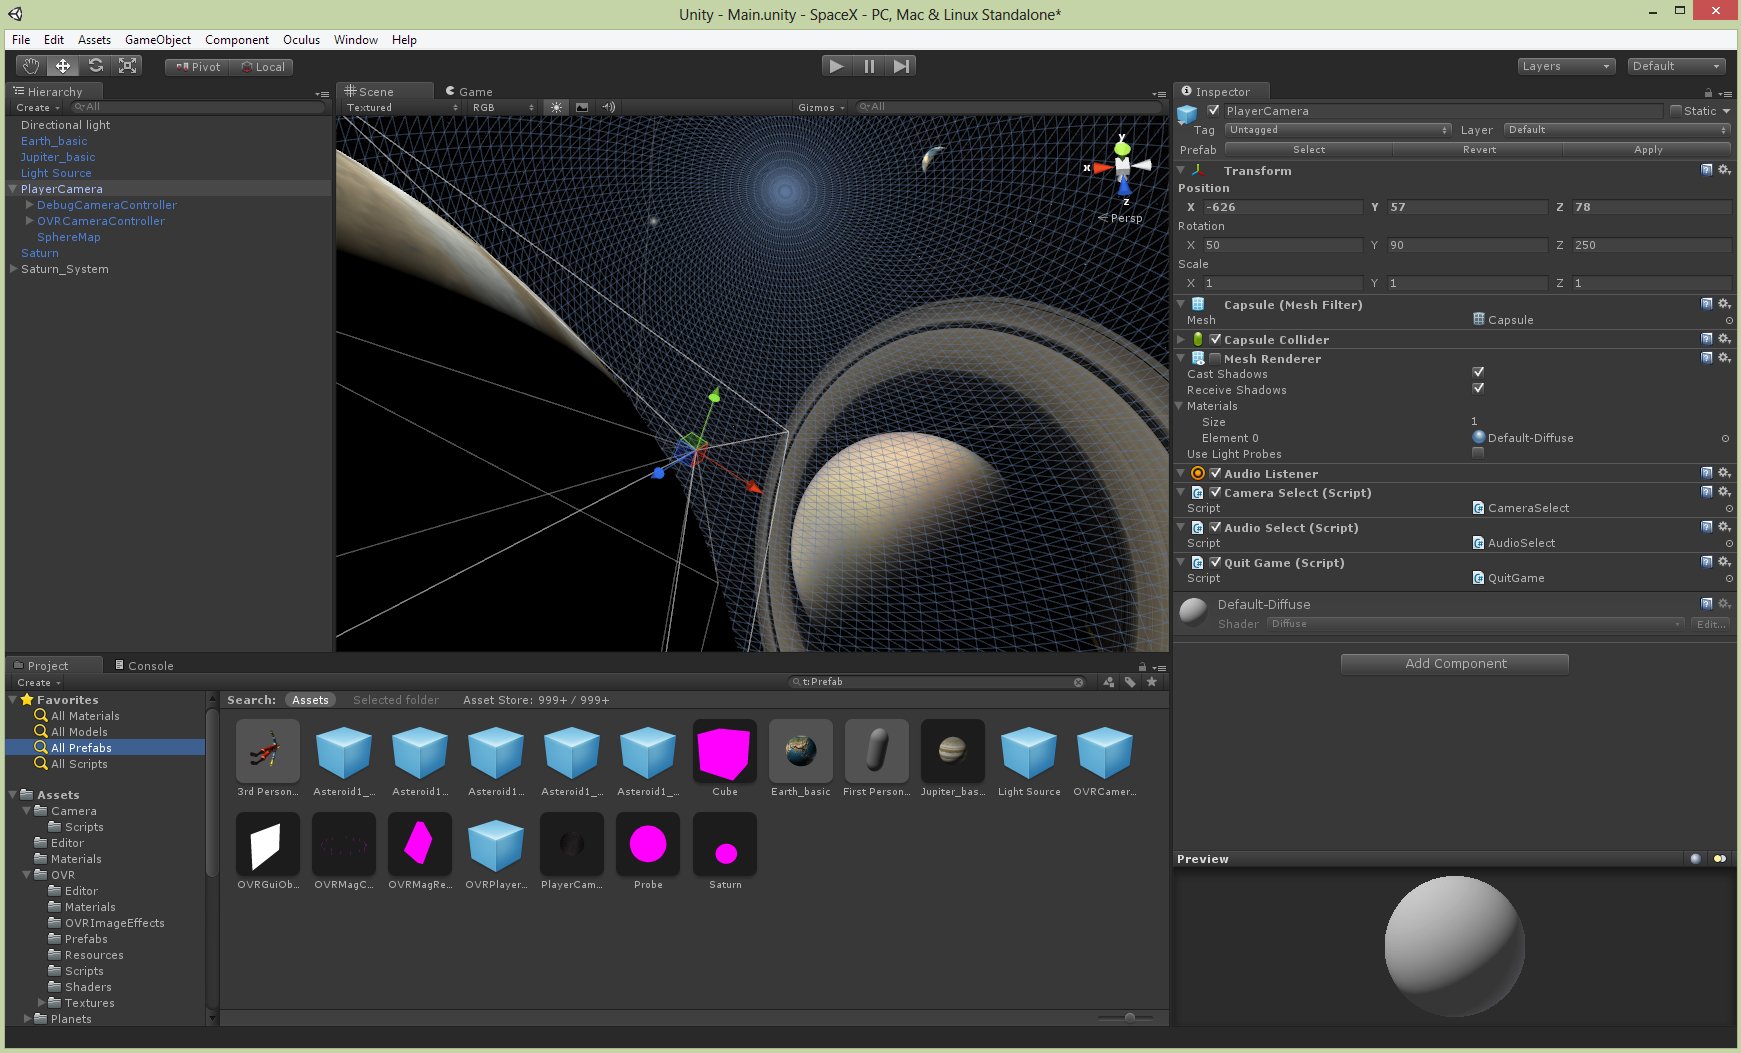 Unity - Main.unity - SpaceX - PC, Mac & Linux Standalone*
File Edit Assets GameObject Component Oculus Window Help
Pivot Local Layers Default
Hierarchy
Create All
Directional light
Earth_basic
Jupiter_basic
Light Source
PlayerCamera
DebugCameraController
OVRCameraController
SphereMap
Saturn
Saturn_System
Scene Game
Textured RGB Gizmos All
y
x
z
Persp
Inspector
PlayerCamera Static
Tag Untagged Layer Default
Prefab Select Revert Apply
Transform
Position
X -626 Y 57 Z 78
Rotation
X 50 Y 90 Z 250
Scale
X 1 Y 1 Z 1
Capsule (Mesh Filter)
Mesh Capsule
Capsule Collider
Mesh Renderer
Cast Shadows
Receive Shadows
Materials
Size 1
Element 0 Default-Diffuse
Use Light Probes
Audio Listener
Camera Select (Script)
Script CameraSelect
Audio Select (Script)
Script AudioSelect
Quit Game (Script)
Script QuitGame
Default-Diffuse
Shader Diffuse Edit...
Add Component
Preview
Project Console
Create t:Prefab
Favorites
All Materials
All Models
All Prefabs
All Scripts
Assets
Camera
Scripts
Editor
Materials
OVR
Editor
Materials
OVRImageEffects
Prefabs
Resources
Scripts
Shaders
Textures
Planets
Search: Assets Selected folder Asset Store: 999+ / 999+
3rd Person... Asteroid1_... Asteroid1... Asteroid1... Asteroid1_... Asteroid1_... Cube Earth_basic First Person... Jupiter_bas... Light Source OVRCamer...
OVRGuiOb... OVRMagC... OVRMagRe... OVRPlayer... PlayerCam... Probe Saturn